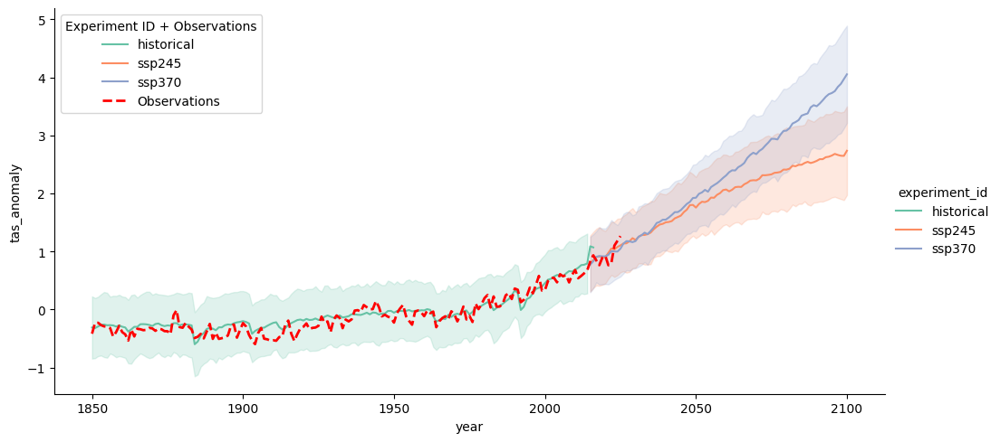 Experiment ID + Observations
historical
ssp245
ssp370
Observations
5
4
3
2
1
0
−1
tas_anomaly
1850
1900
1950
2000
2050
2100
year
experiment_id
historical
ssp245
ssp370